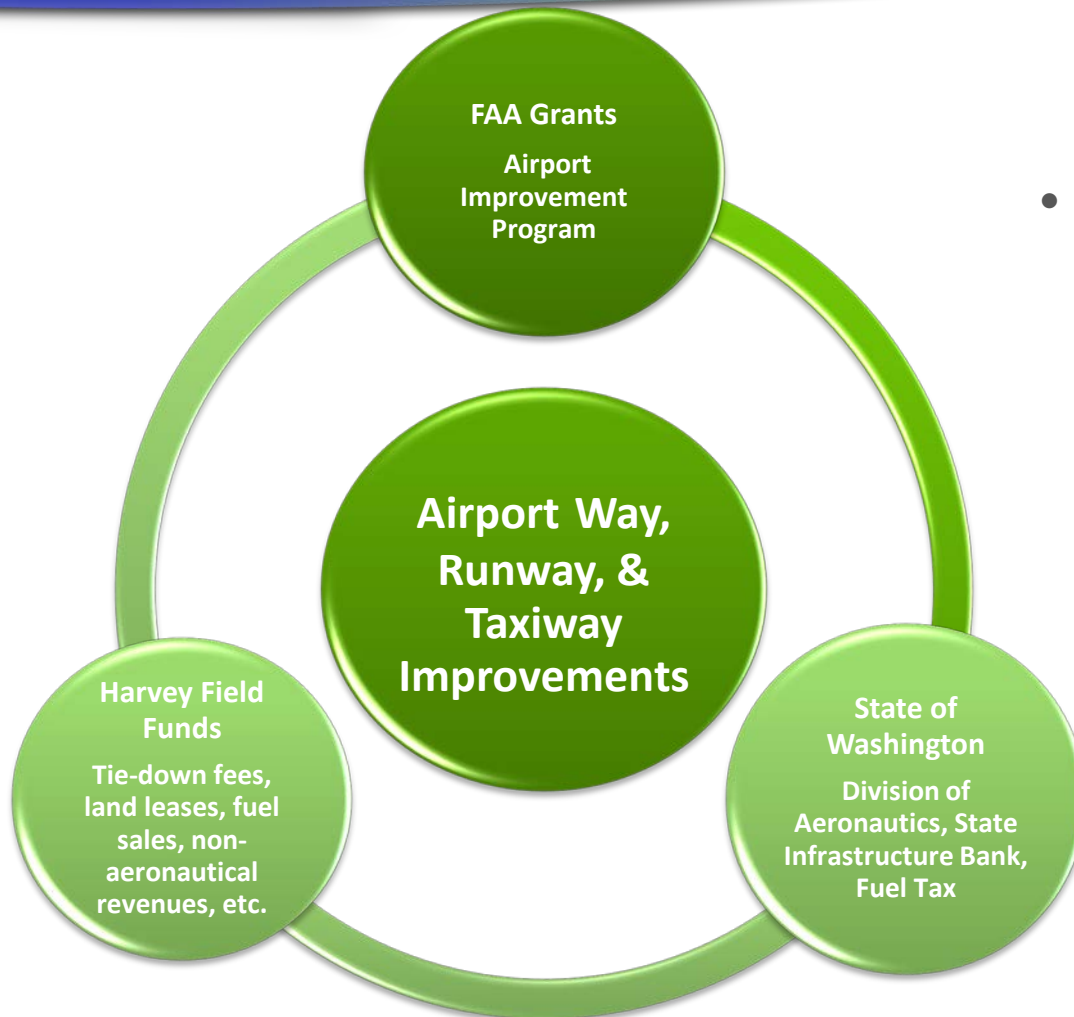 FAA Grants
Airport
Improvement
Program
Airport Way,
Runway, &
Taxiway
Improvements
Harvey Field
Funds
Tie-down fees,
land leases, fuel
sales, non-
aeronautical
revenues, etc.
State of
Washington
Division of
Aeronautics, State
Infrastructure Bank,
Fuel Tax